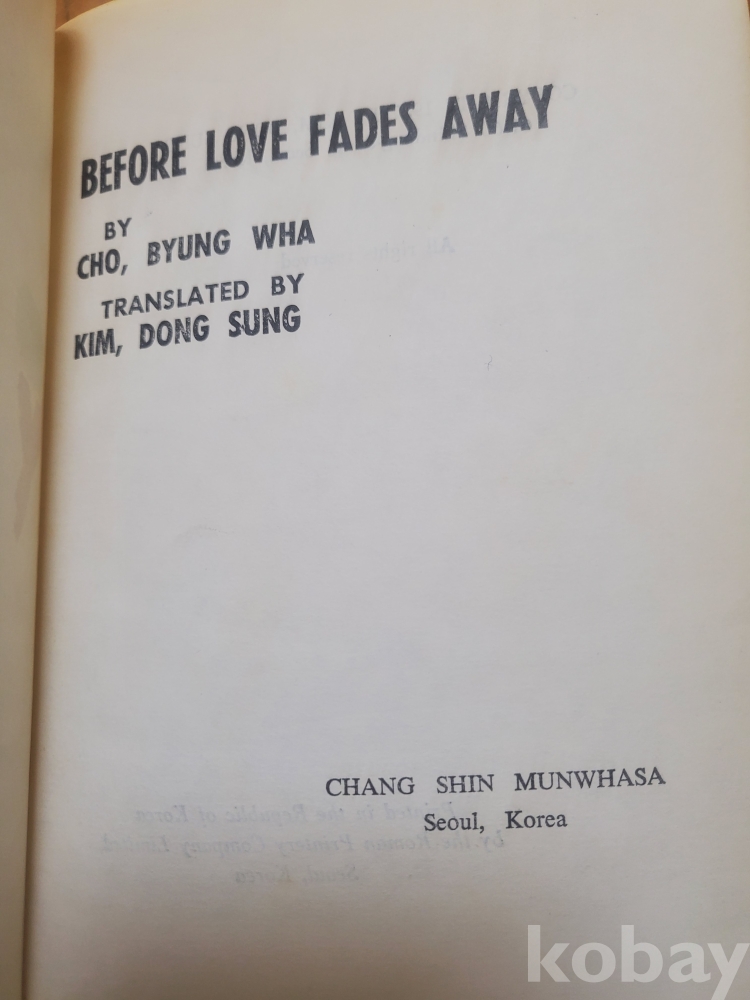 BEFORE LOVE FADES AWAY
BY
CHO, BYUNG WHA
TRANSLATED BY
KIM, DONG SUNG
CHANG SHIN MUNWHASA
Seoul, Korea
kobay